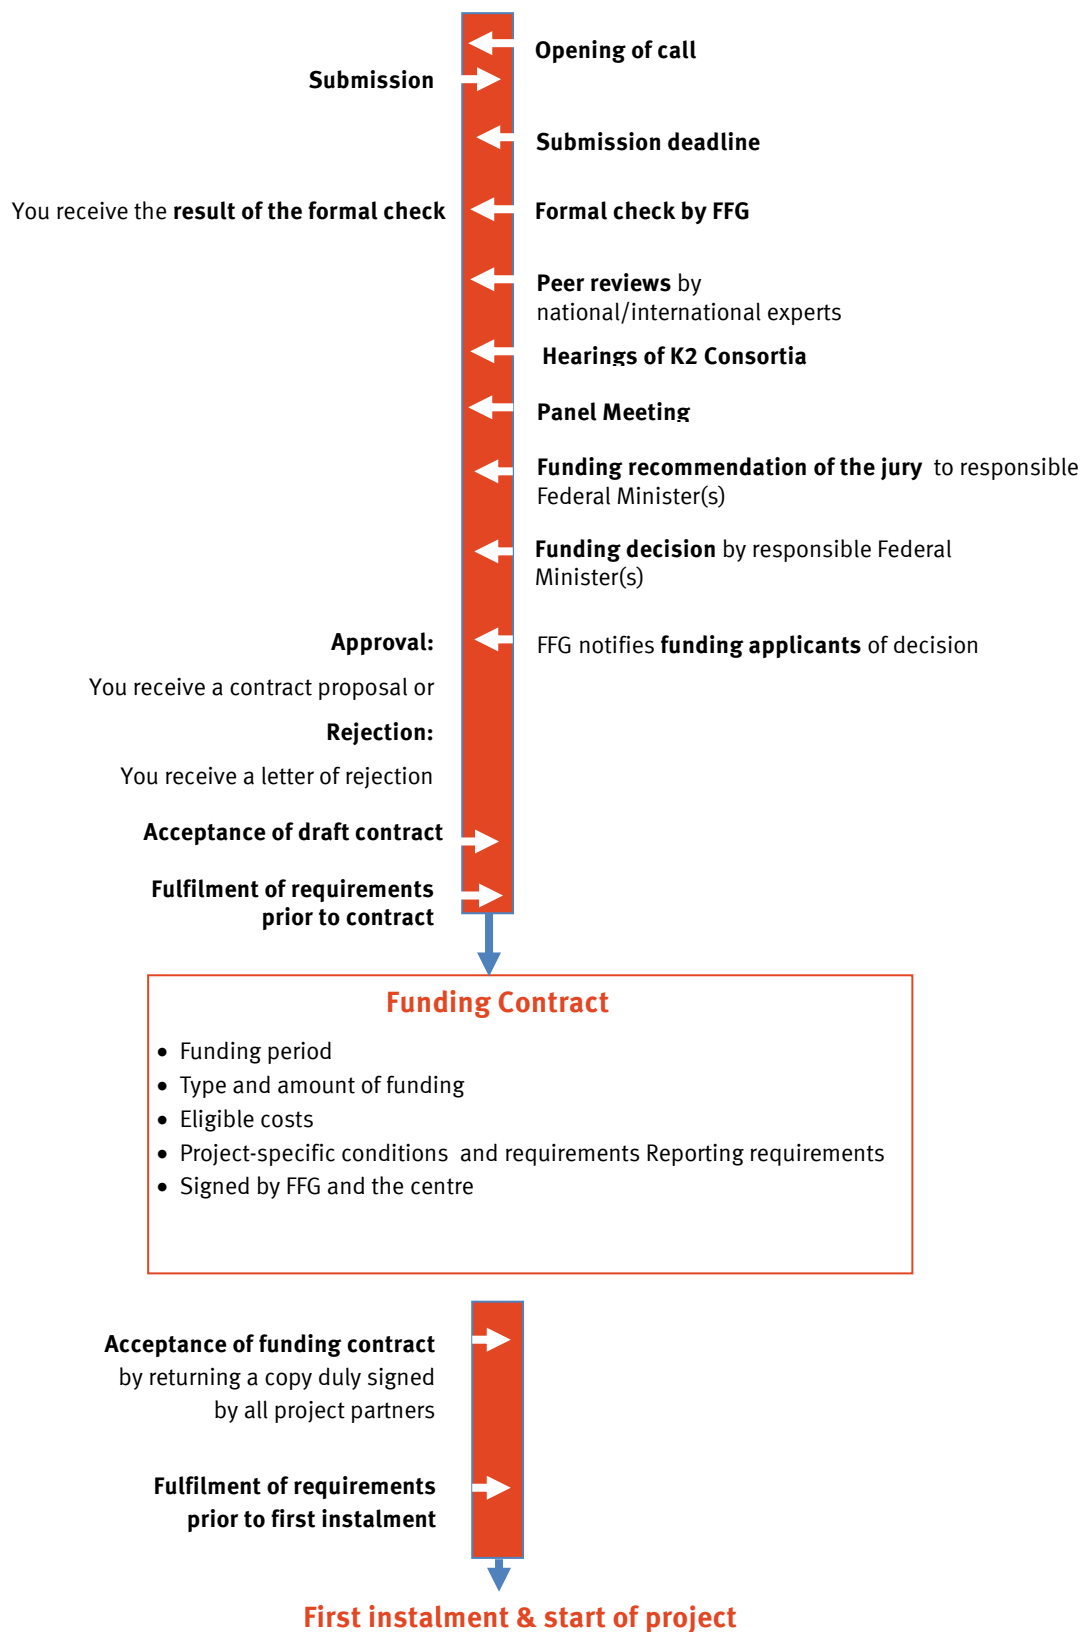 Opening of call
Submission
Submission deadline
You receive the result of the formal check
Formal check by FFG
Peer reviews by
national/international experts
Hearings of K2 Consortia
Panel Meeting
Funding recommendation of the jury to responsible
Federal Minister(s)
Funding decision by responsible Federal
Minister(s)
Approval:
FFG notifies funding applicants of decision
You receive a contract proposal or
Rejection:
You receive a letter of rejection
Acceptance of draft contract
Fulfilment of requirements
prior to contract
Funding Contract
• Funding period
• Type and amount of funding
• Eligible costs
• Project-specific conditions and requirements Reporting requirements
• Signed by FFG and the centre
Acceptance of funding contract
by returning a copy duly signed
by all project partners
Fulfilment of requirements
prior to first instalment
First instalment & start of project